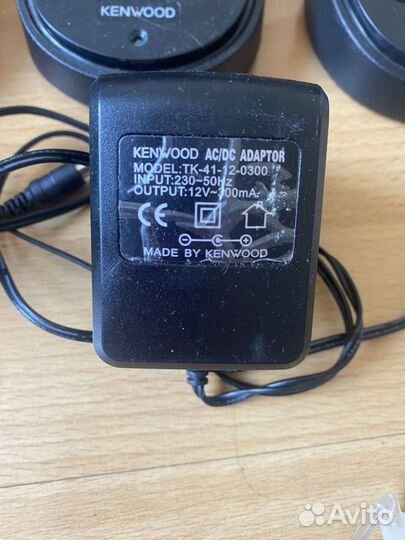 KENWOOD
KENWOOD AC/DC ADAPTOR
MODEL:TK-41-12-0300
INPUT:230~50Hz
OUTPUT:12V~300mA
CE
MADE BY KENWOOD
Avito